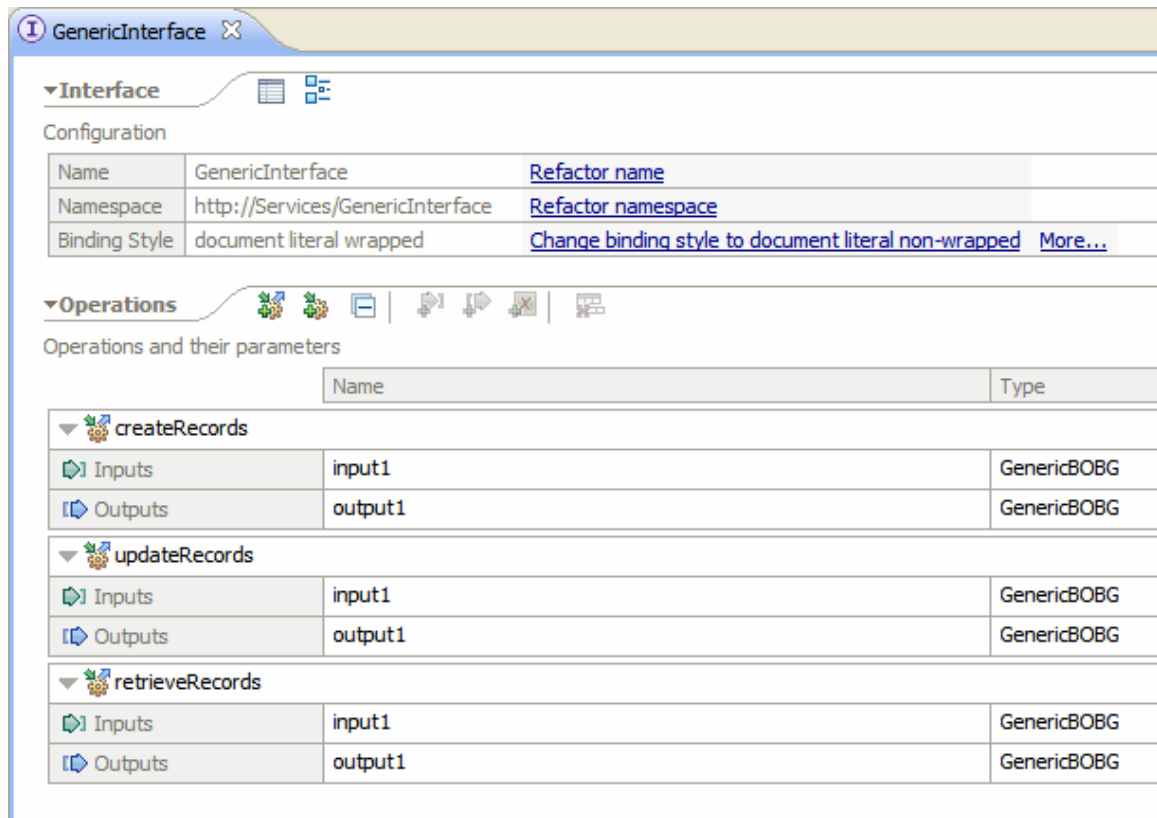 GenericInterface
Interface
Configuration
Name GenericInterface Refactor name
Namespace http://Services/GenericInterface Refactor namespace
Binding Style document literal wrapped Change binding style to document literal non-wrapped More...
Operations
Operations and their parameters
Name Type
createRecords
Inputs input1 GenericBOBG
Outputs output1 GenericBOBG
updateRecords
Inputs input1 GenericBOBG
Outputs output1 GenericBOBG
retrieveRecords
Inputs input1 GenericBOBG
Outputs output1 GenericBOBG